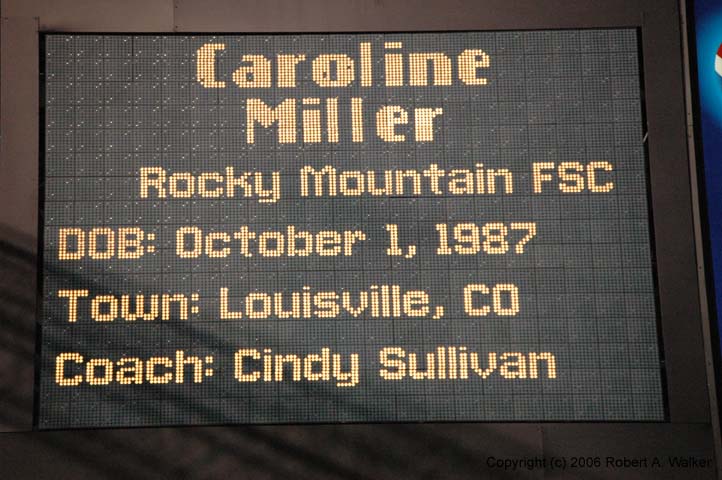 Caroline
Miller
Rocky Mountain FSC
DOB: October 1, 1987
Town: Louisville, CO
Coach: Cindy Sullivan
Copyright (c) 2006 Robert A. Walker